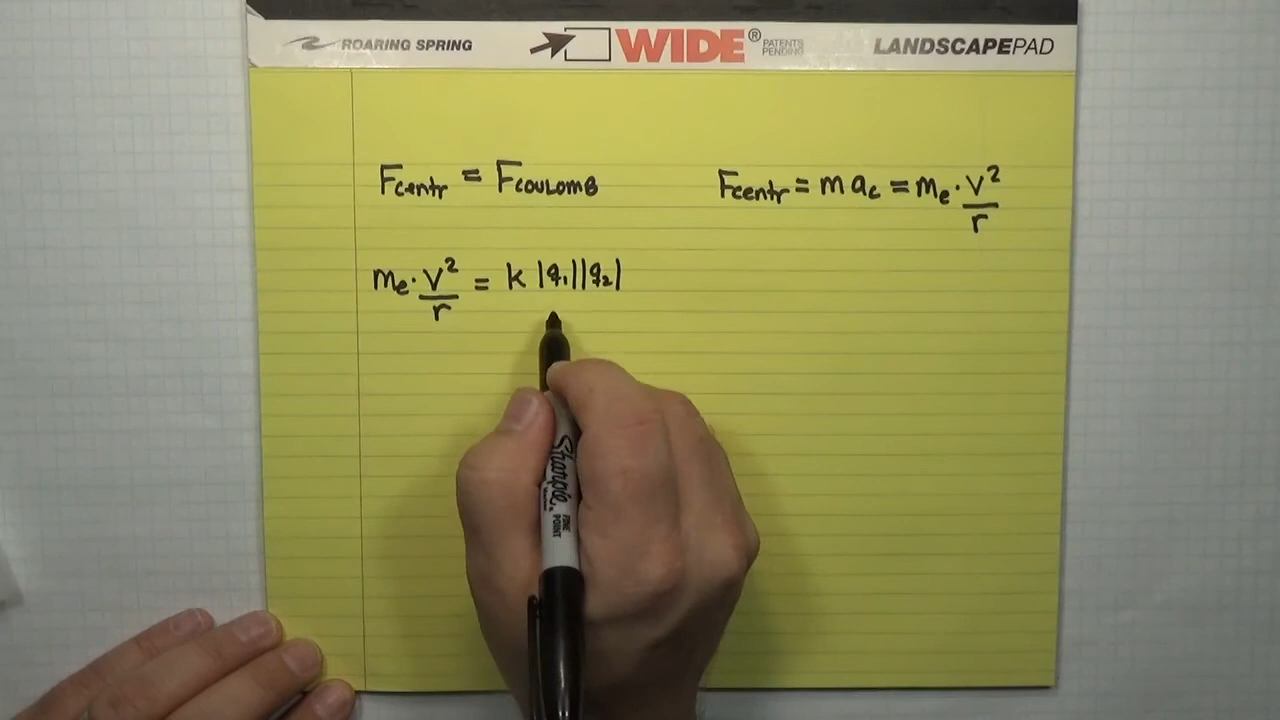 ROARING SPRING WIDE® PATENTS PENDING LANDSCAPEPAD
Fcentr = FCOULOMB
Fcentr = m ac = me · v²/r
me · v²/r = k |q₁||q₂|
Sharpie
FINE POINT